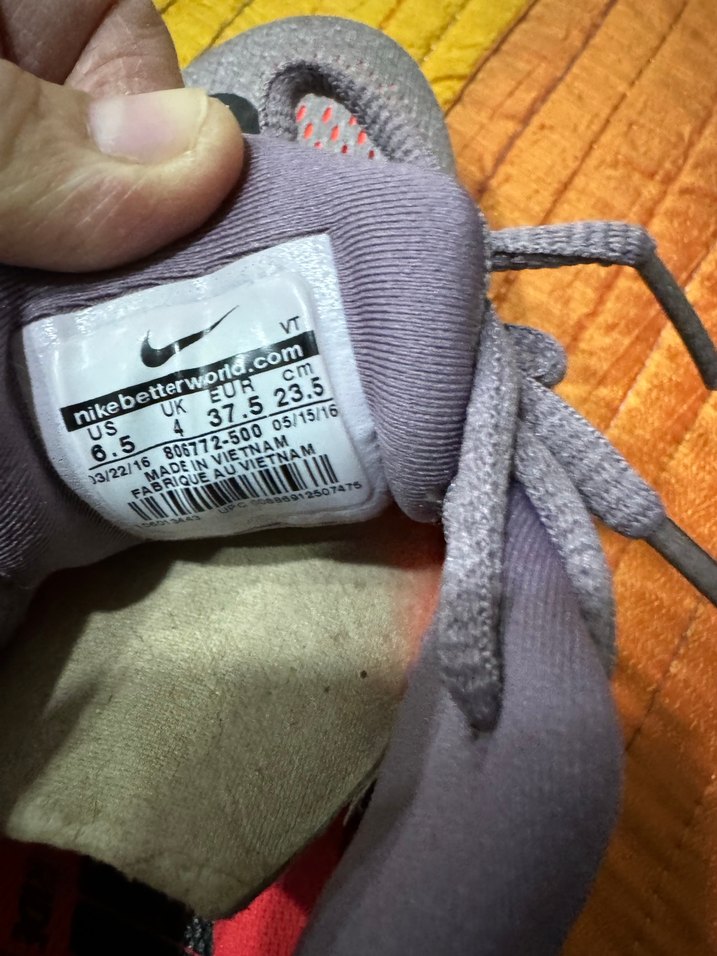 VT
nikebetterworld.com
US UK EUR cm
6.5 4 37.5 23.5
03/22/16 806772-500 05/15/16
MADE IN VIETNAM
FABRIQUE AU VIETNAM
UPC 00886912507475